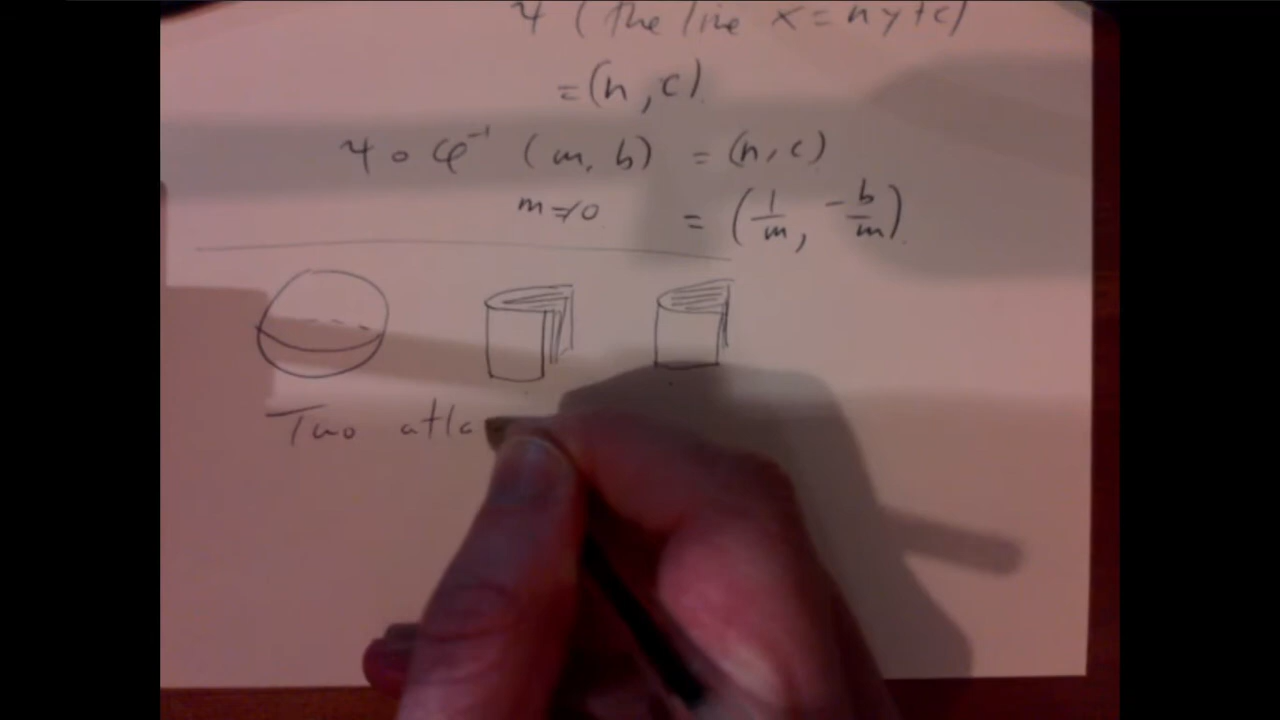 ψ (the line x = ny + c)
= (n, c).
ψ ∘ φ⁻¹ (m, b) = (n, c)
m ≠ 0 = (1/m, -b/m).
Two atla